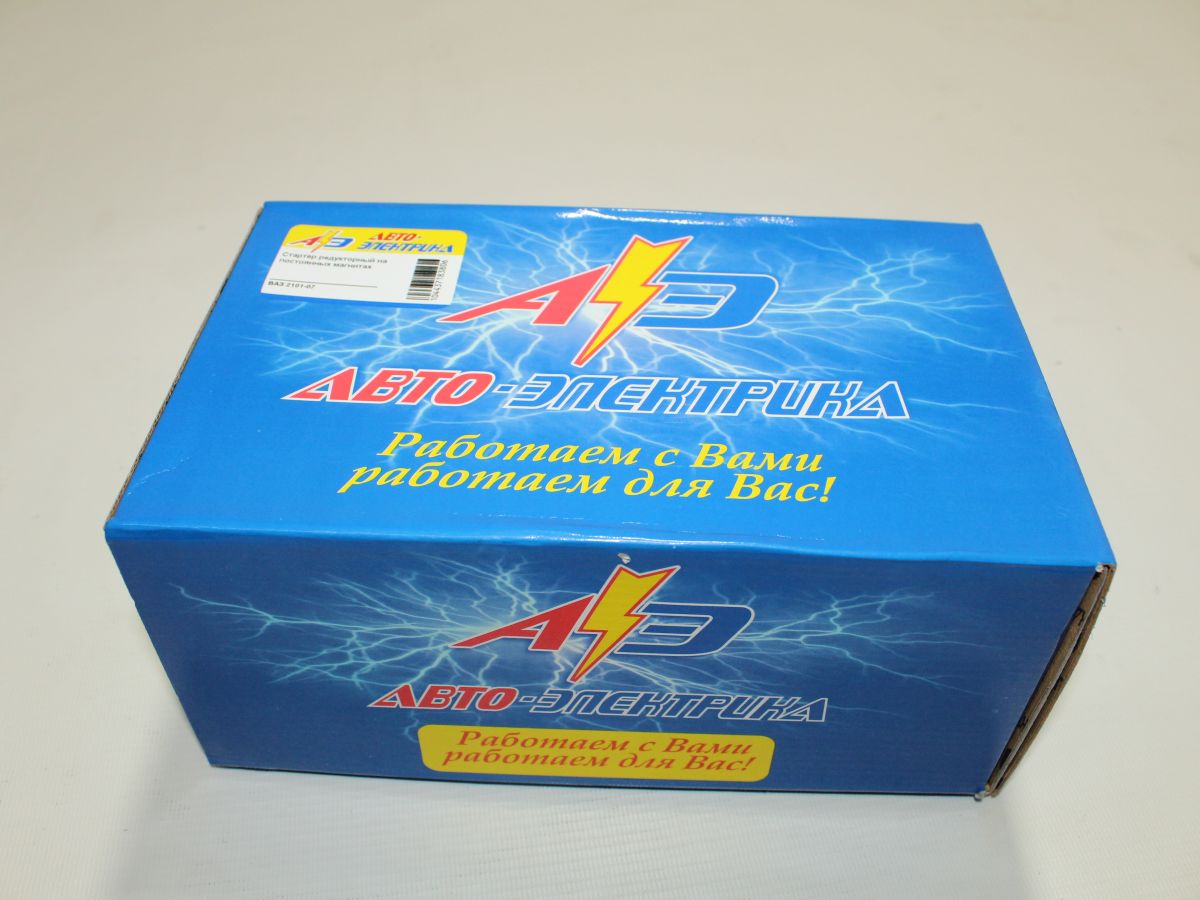 АЭ АВТО-
ЭЛЕКТРИКА
Стартер редукторный на
постоянных магнитах
ВАЗ 2101-07
АЭ
АВТО-ЭЛЕКТРИКА
Работаем с Вами
работаем для Вас!
АЭ
АВТО-ЭЛЕКТРИКА
Работаем с Вами
работаем для Вас!